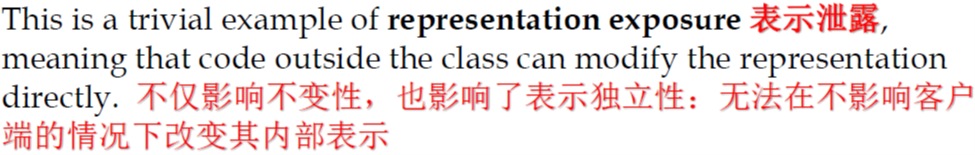 This is a trivial example of representation exposure 表示泄露,
meaning that code outside the class can modify the representation
directly. 不仅影响不变性，也影响了表示独立性：无法在不影响客户
端的情况下改变其内部表示